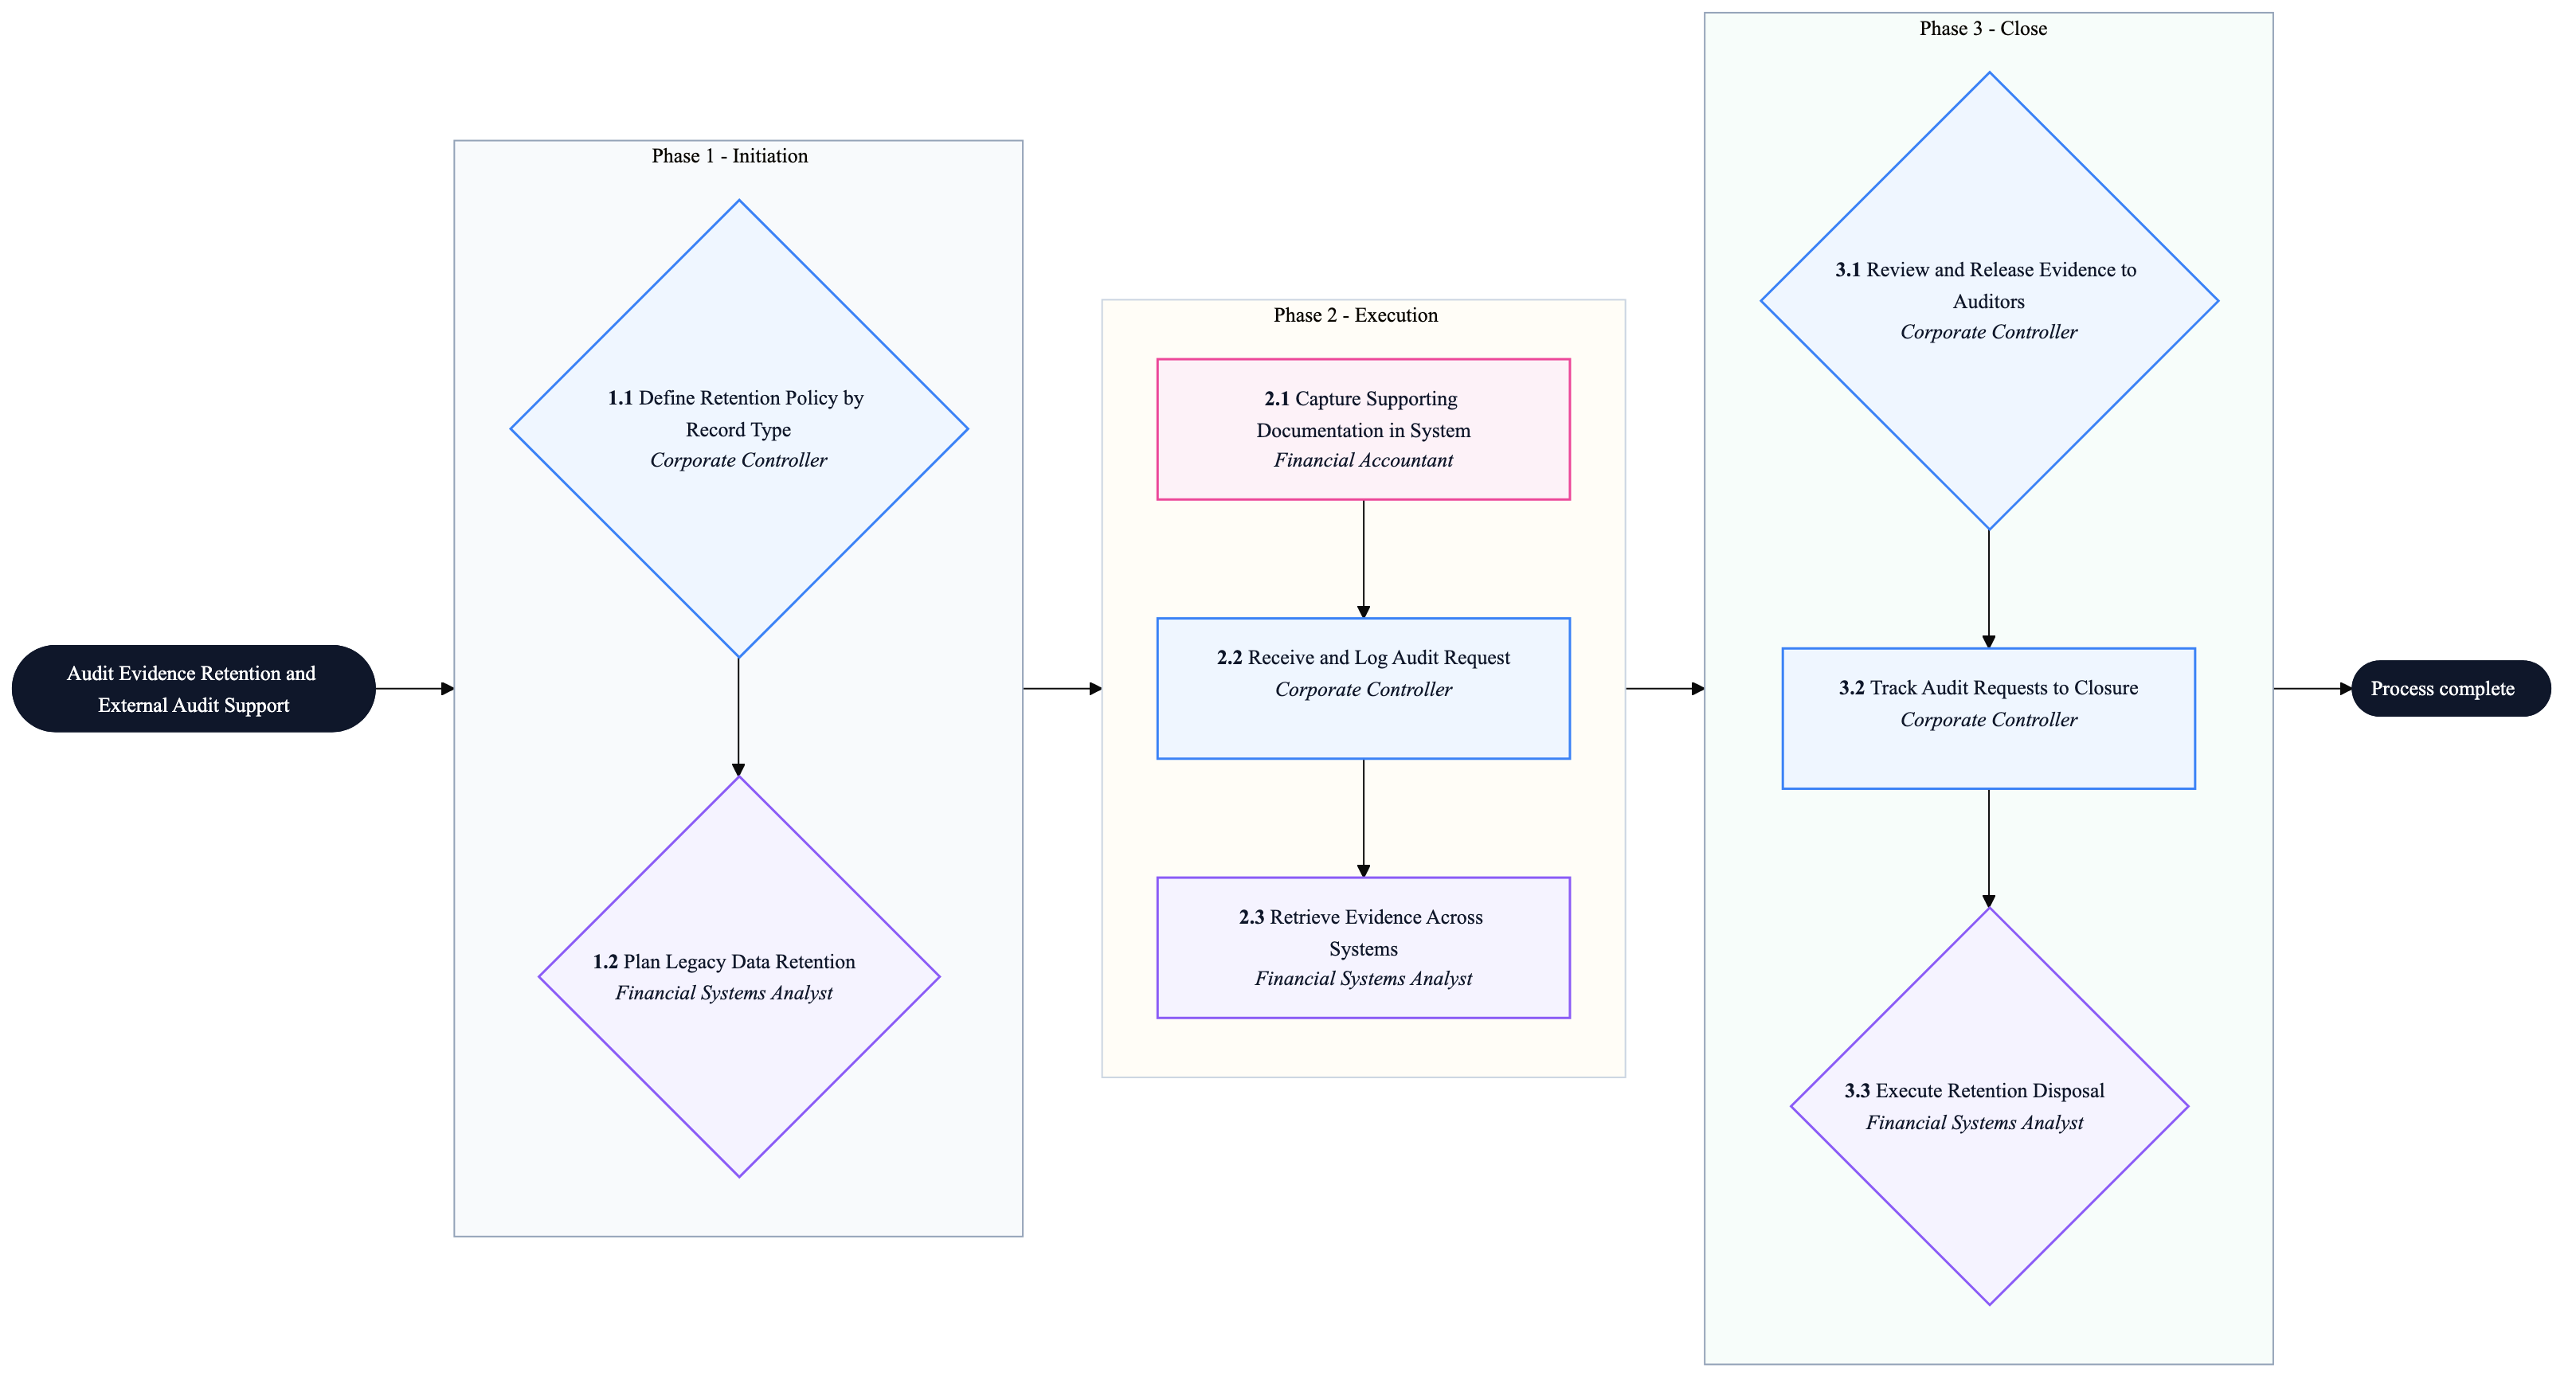 Audit Evidence Retention and
External Audit Support
Phase 1 - Initiation
1.1 Define Retention Policy by
Record Type
Corporate Controller
1.2 Plan Legacy Data Retention
Financial Systems Analyst
Phase 2 - Execution
2.1 Capture Supporting
Documentation in System
Financial Accountant
2.2 Receive and Log Audit Request
Corporate Controller
2.3 Retrieve Evidence Across
Systems
Financial Systems Analyst
Phase 3 - Close
3.1 Review and Release Evidence to
Auditors
Corporate Controller
3.2 Track Audit Requests to Closure
Corporate Controller
3.3 Execute Retention Disposal
Financial Systems Analyst
Process complete